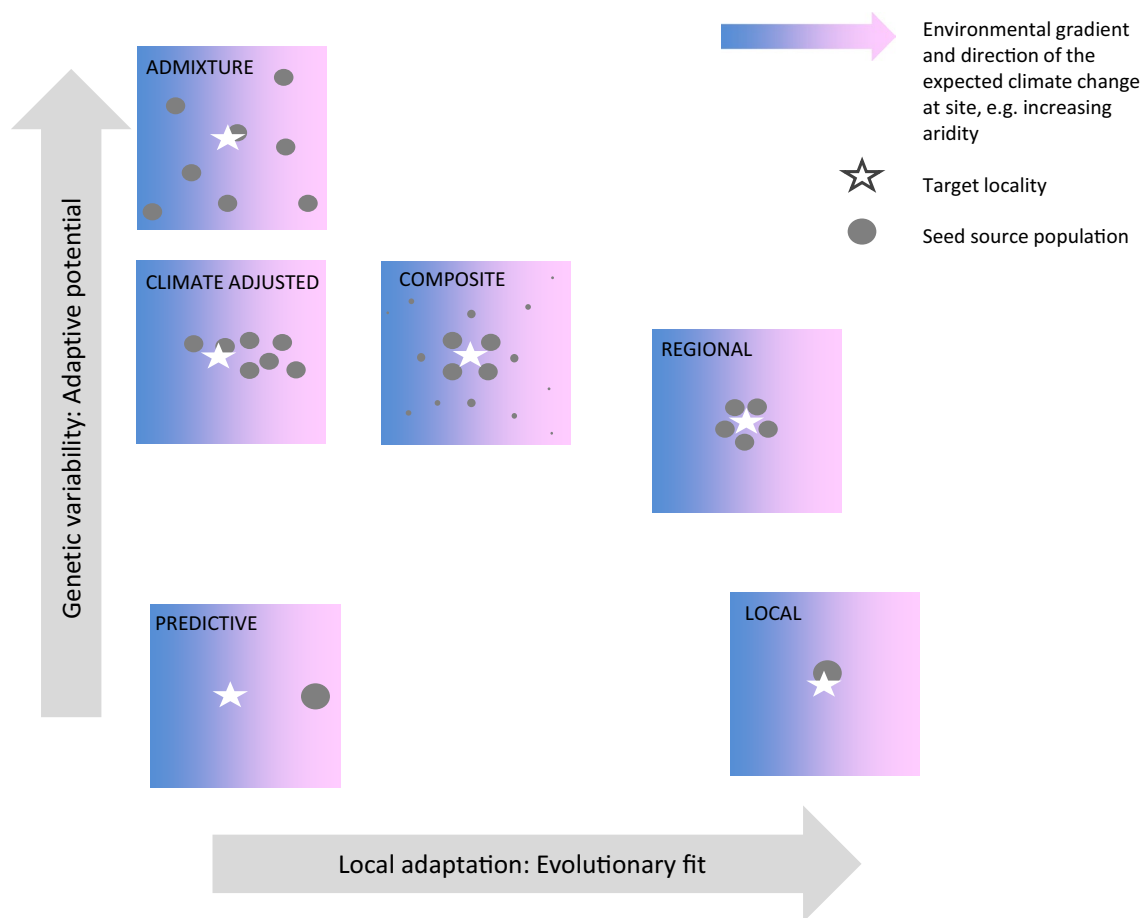 Environmental gradient
and direction of the
expected climate change
at site, e.g. increasing
aridity
Target locality
Seed source population
ADMIXTURE
CLIMATE ADJUSTED
COMPOSITE
REGIONAL
PREDICTIVE
LOCAL
Genetic variability: Adaptive potential
Local adaptation: Evolutionary fit